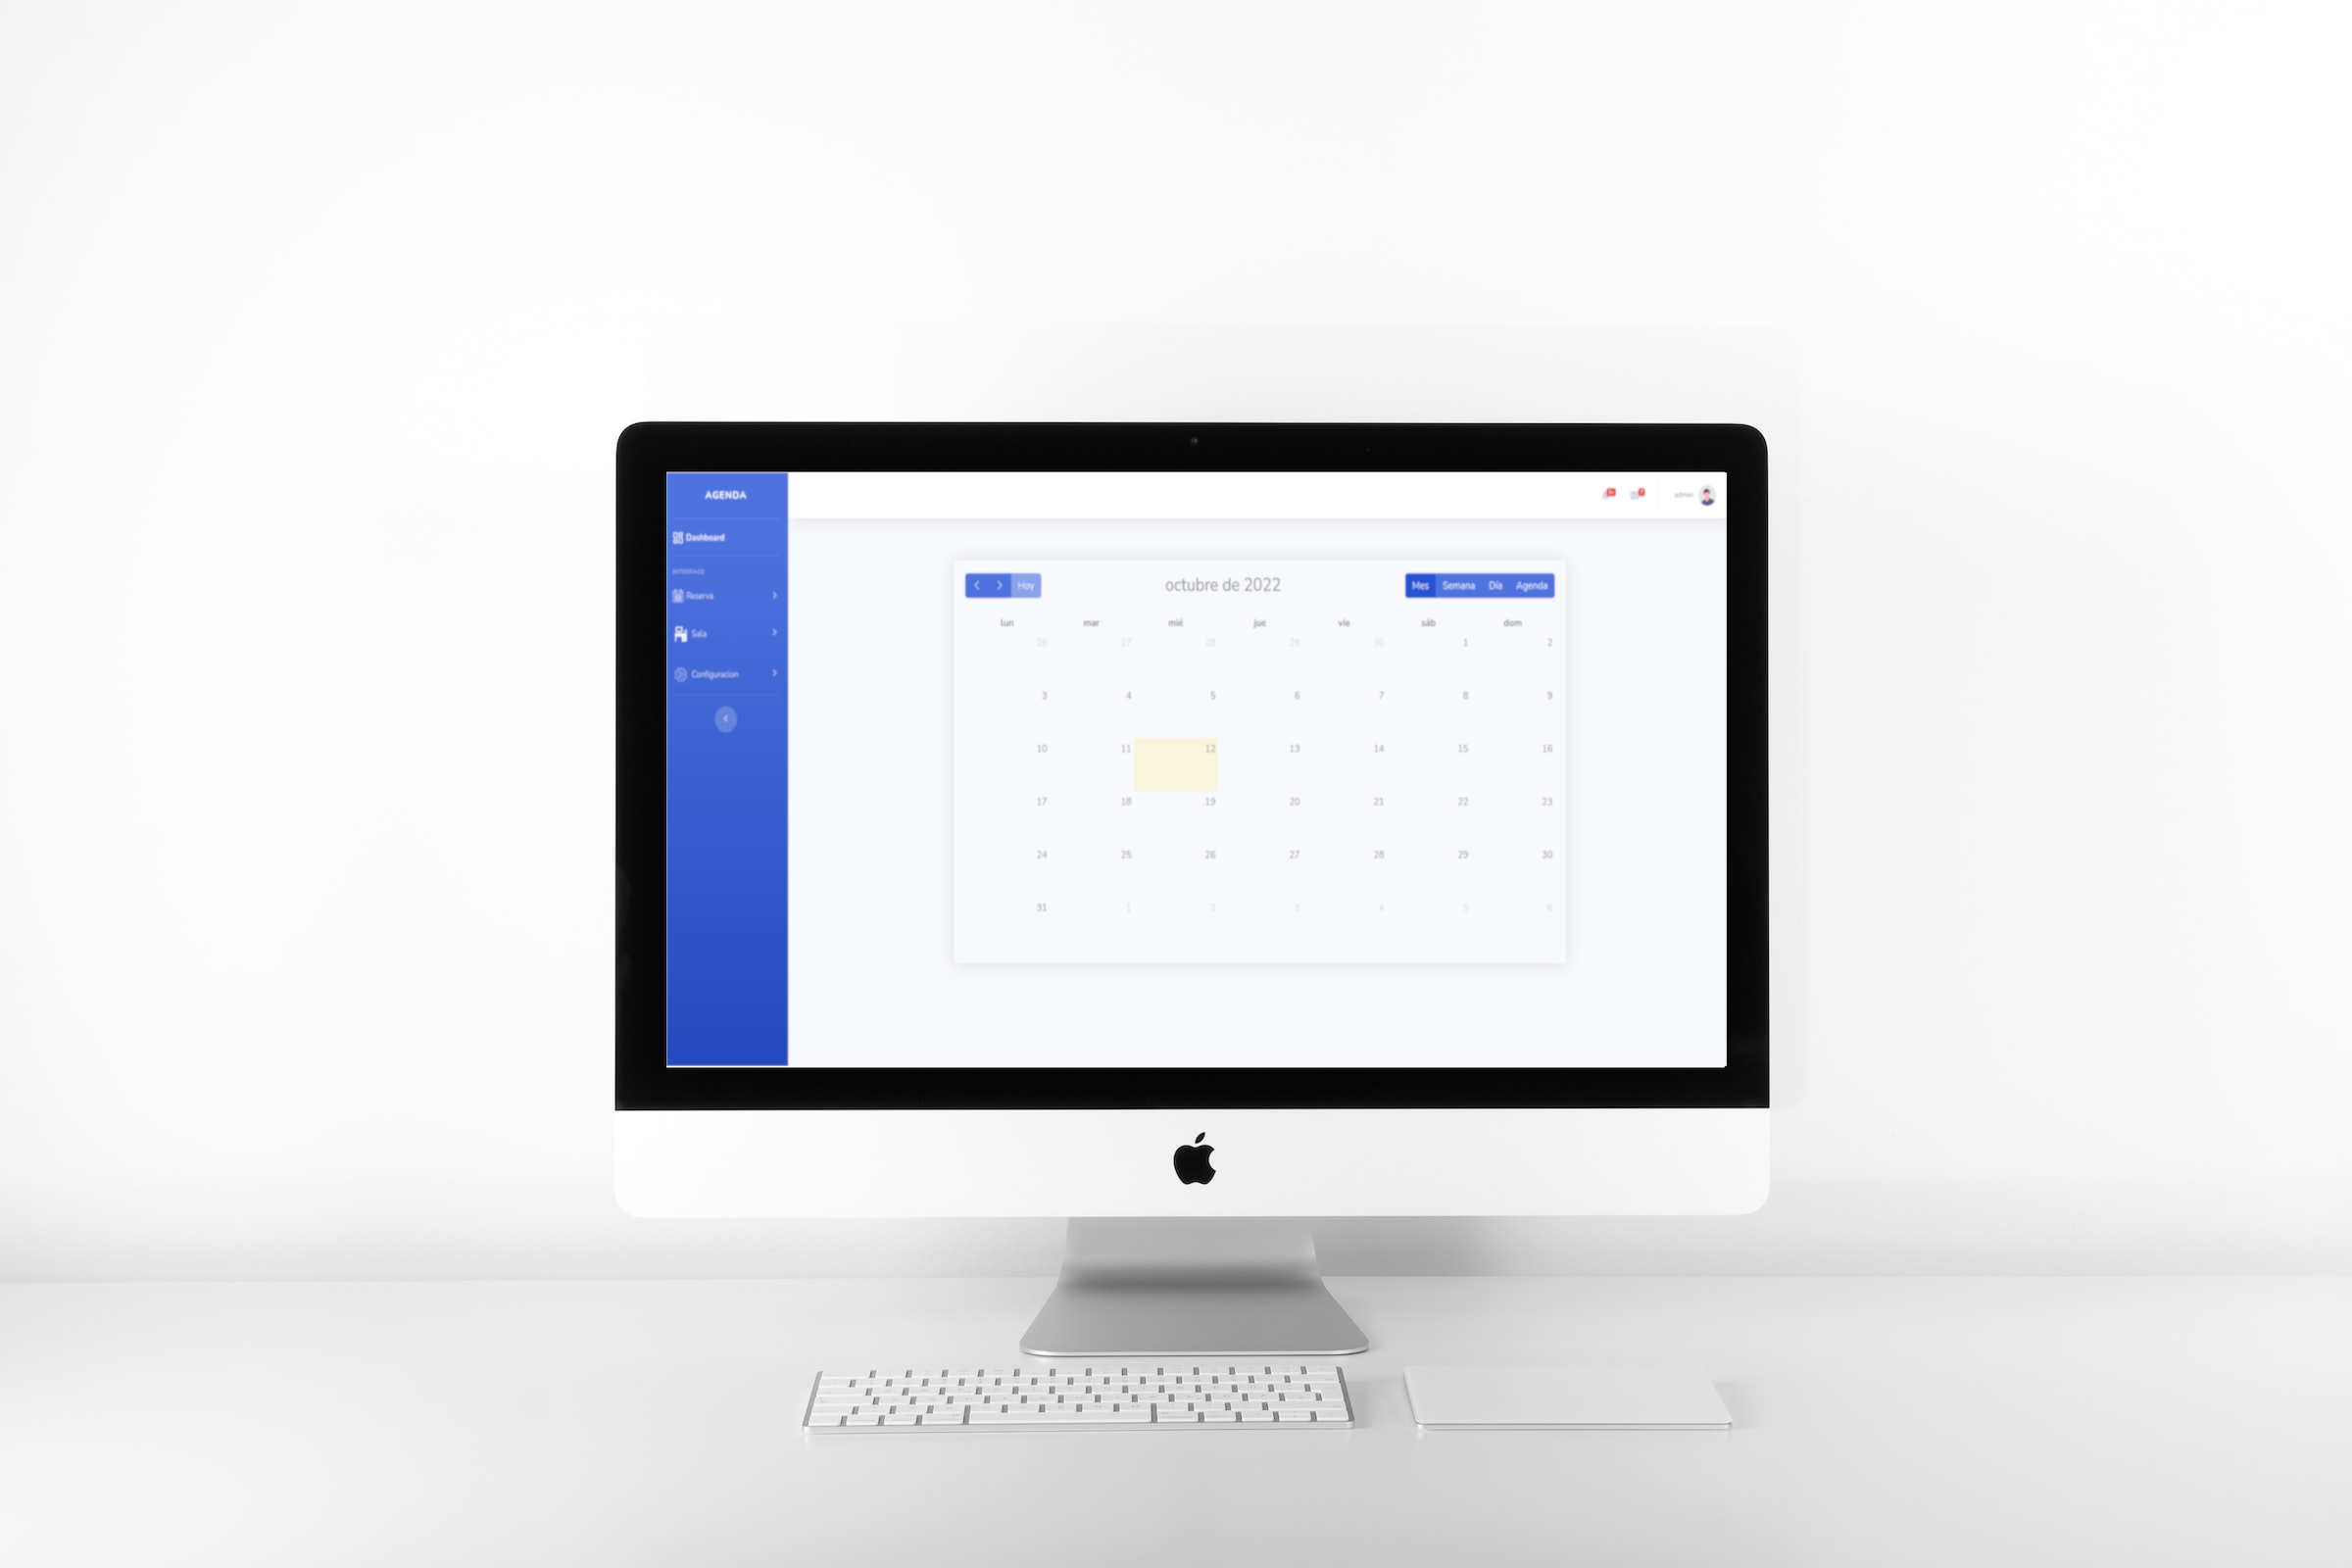 AGENDA
admin
Dashboard
INTERFACE
Reserva
Sala
Configuracion
Hoy
octubre de 2022
Mes Semana Día Agenda
lun mar mié jue vie sáb dom
26 27 28 29 30 1 2
3 4 5 6 7 8 9
10 11 12 13 14 15 16
17 18 19 20 21 22 23
24 25 26 27 28 29 30
31 1 2 3 4 5 6